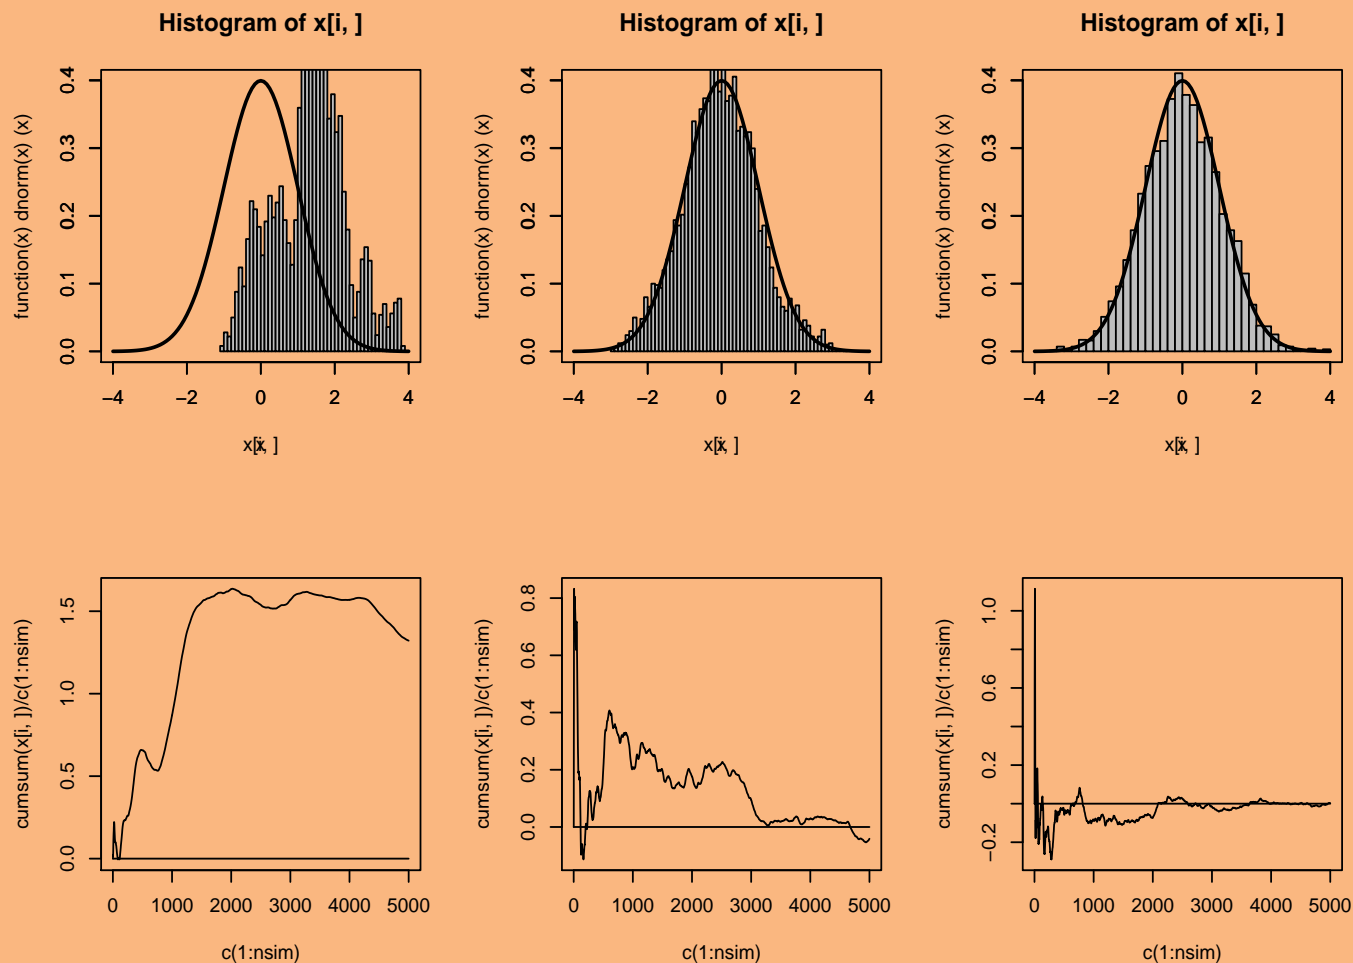 Histogram of x[i, ]
Histogram of x[i, ]
Histogram of x[i, ]
function(x) dnorm(x) (x)
0.0 0.1 0.2 0.3 0.4
−4 −2 0 2 4
x[i, ]
x
function(x) dnorm(x) (x)
0.0 0.1 0.2 0.3 0.4
−4 −2 0 2 4
x[i, ]
x
function(x) dnorm(x) (x)
0.0 0.1 0.2 0.3 0.4
−4 −2 0 2 4
x[i, ]
x
cumsum(x[i, ])/c(1:nsim)
0.0 0.5 1.0 1.5
0 1000 2000 3000 4000 5000
c(1:nsim)
cumsum(x[i, ])/c(1:nsim)
0.0 0.2 0.4 0.6 0.8
0 1000 2000 3000 4000 5000
c(1:nsim)
cumsum(x[i, ])/c(1:nsim)
−0.2 0.2 0.6 1.0
0 1000 2000 3000 4000 5000
c(1:nsim)